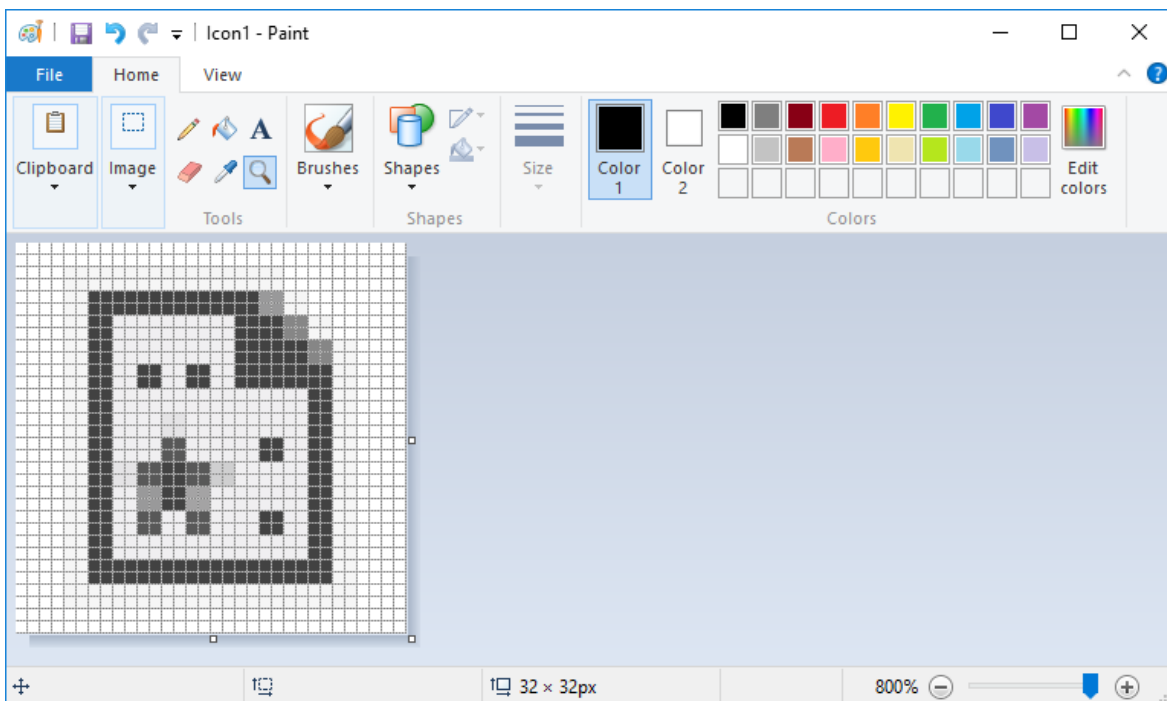 Icon1 - Paint
File Home View
?
Clipboard Image A Brushes Shapes Size Color 1 Color 2 Edit colors
Tools Shapes Colors
32 × 32px 800%